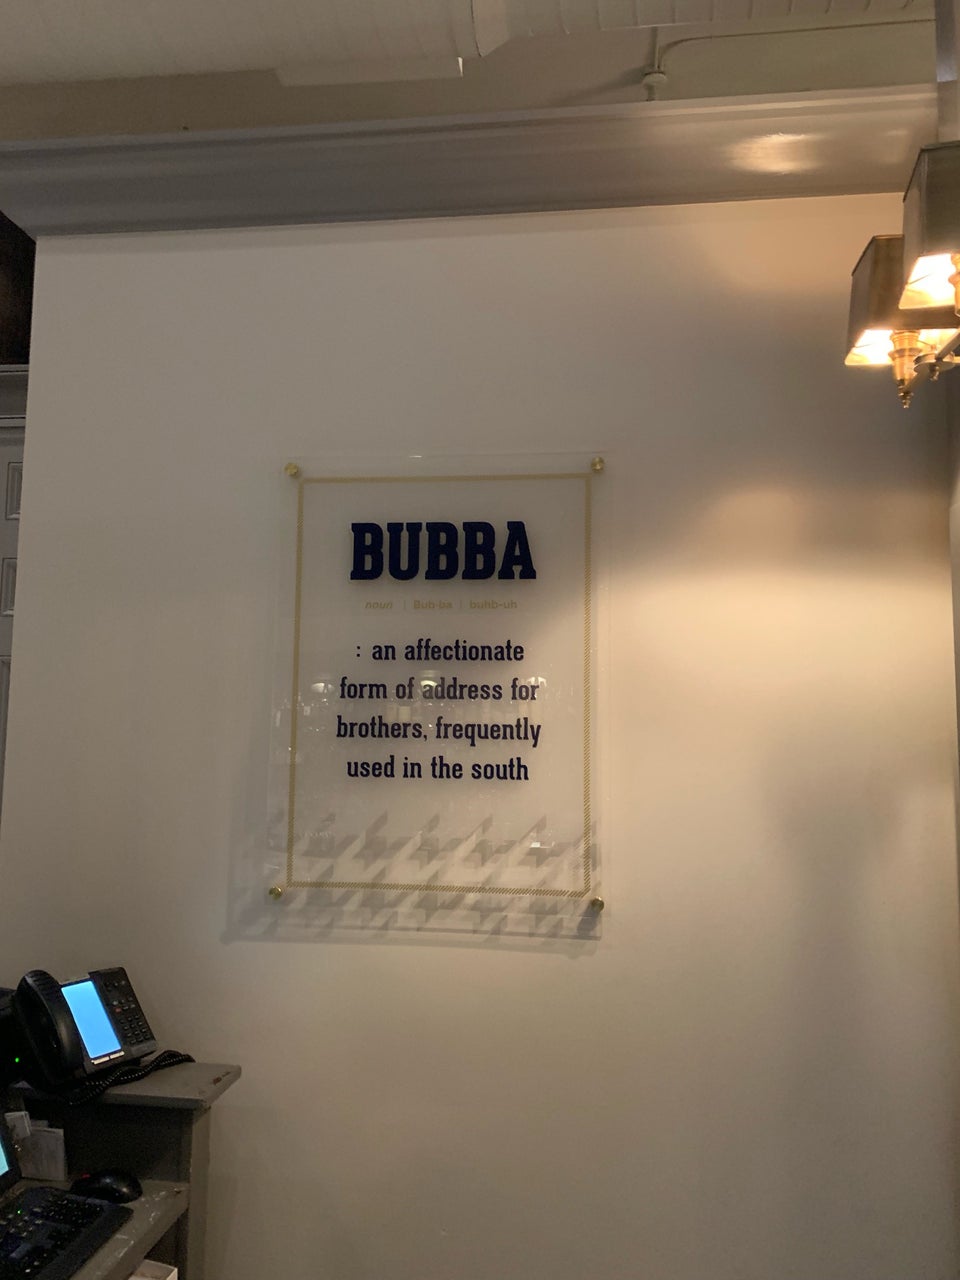 BUBBA
noun | Bub·ba | buhb-uh
: an affectionate
form of address for
brothers, frequently
used in the south